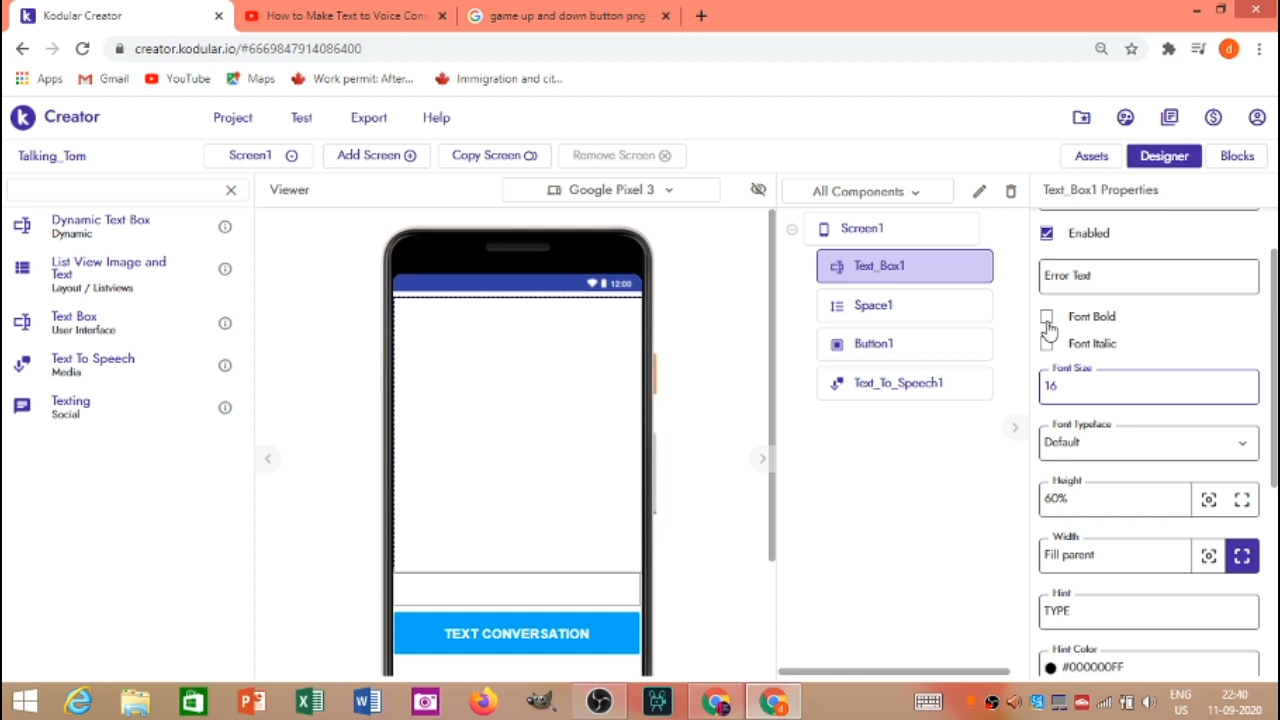 Kodular Creator
How to Make Text to Voice Conv
game up and down button png -
creator.kodular.io/#6669847914086400
Apps Gmail YouTube Maps Work permit: After... Immigration and cit...
Creator Project Test Export Help
Talking_Tom Screen1 Add Screen Copy Screen Remove Screen Assets Designer Blocks
Viewer Google Pixel 3 All Components Text_Box1 Properties
Dynamic Text Box
Dynamic
List View Image and
Text
Layout / Listviews
Text Box
User Interface
Text To Speech
Media
Texting
Social
12:00
TEXT CONVERSATION
Screen1
Text_Box1
Space1
Button1
Text_To_Speech1
Enabled
Error Text
Font Bold
Font Italic
Font Size
16
Font Typeface
Default
Height
60%
Width
Fill parent
Hint
TYPE
Hint Color
#000000FF
ENG
US
22:40
11-09-2020